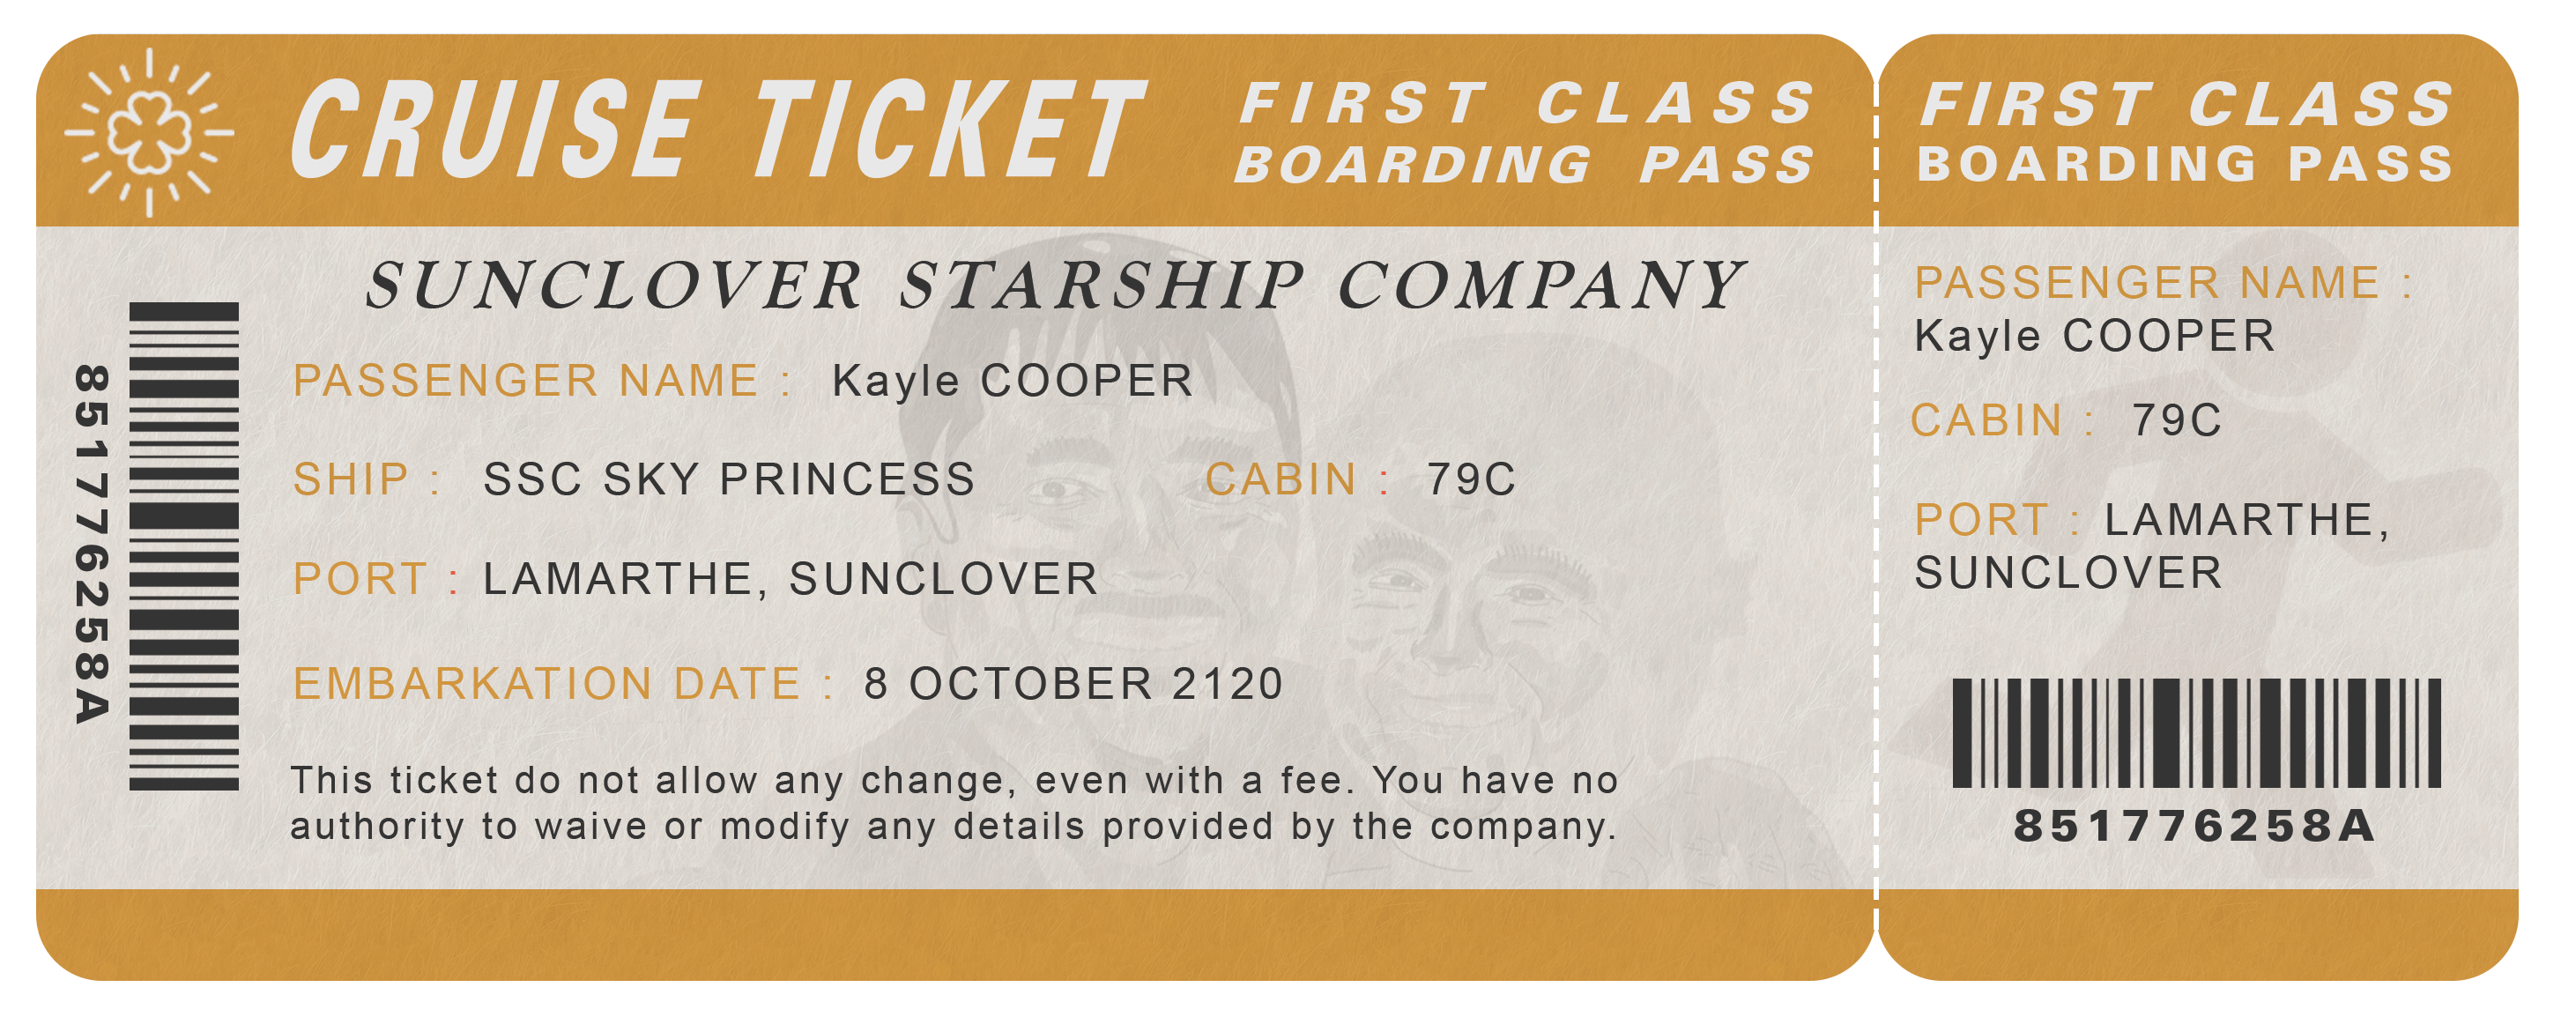 CRUISE TICKET
FIRST CLASS
BOARDING PASS
SUNCLOVER STARSHIP COMPANY
PASSENGER NAME : Kayle COOPER
SHIP : SSC SKY PRINCESS CABIN : 79C
PORT : LAMARTHE, SUNCLOVER
EMBARKATION DATE : 8 OCTOBER 2120
This ticket do not allow any change, even with a fee. You have no
authority to waive or modify any details provided by the company.
851776258A
FIRST CLASS
BOARDING PASS
PASSENGER NAME :
Kayle COOPER
CABIN : 79C
PORT : LAMARTHE,
SUNCLOVER
851776258A